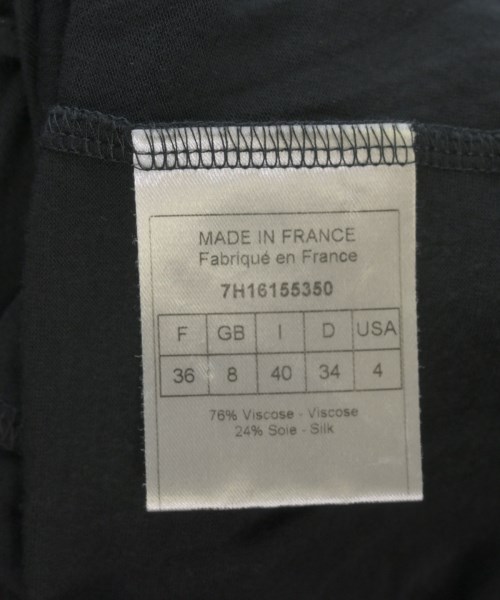 MADE IN FRANCE
Fabriqué en France
7H16155350
F GB I D USA
36 8 40 34 4
76% Viscose - Viscose
24% Soie - Silk